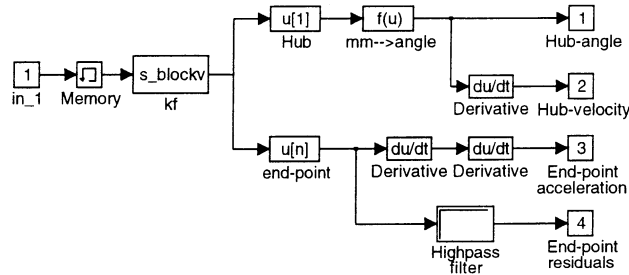 u[1]
Hub
f(u)
mm-->angle
1
Hub-angle
1
in_1
Memory
s_blockv
kf
du/dt
Derivative
2
Hub-velocity
u[n]
end-point
du/dt
Derivative
du/dt
Derivative
3
End-point
acceleration
Highpass
filter
4
End-point
residuals